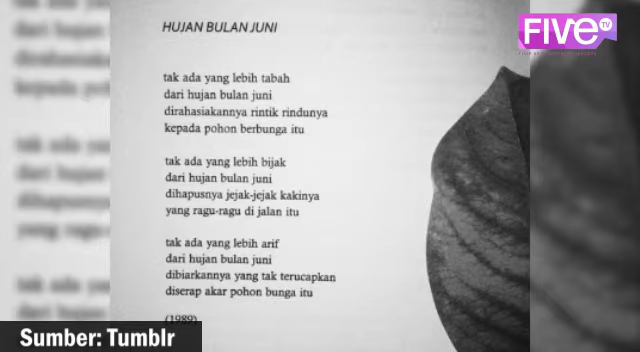 HUJAN BULAN JUNI
tak ada yang lebih tabah
dari hujan bulan juni
dirahasiakannya rintik rindunya
kepada pohon berbunga itu
tak ada yang lebih bijak
dari hujan bulan juni
dihapusnya jejak-jejak kakinya
yang ragu-ragu di jalan itu
tak ada yang lebih arif
dari hujan bulan juni
dibiarkannya yang tak terucapkan
diserap akar pohon bunga itu
(1989)
FIVE TV
Sumber: Tumblr